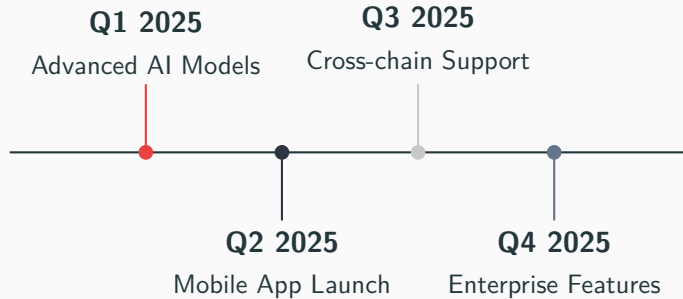 Q1 2025
Advanced AI Models
Q3 2025
Cross-chain Support
Q2 2025
Mobile App Launch
Q4 2025
Enterprise Features